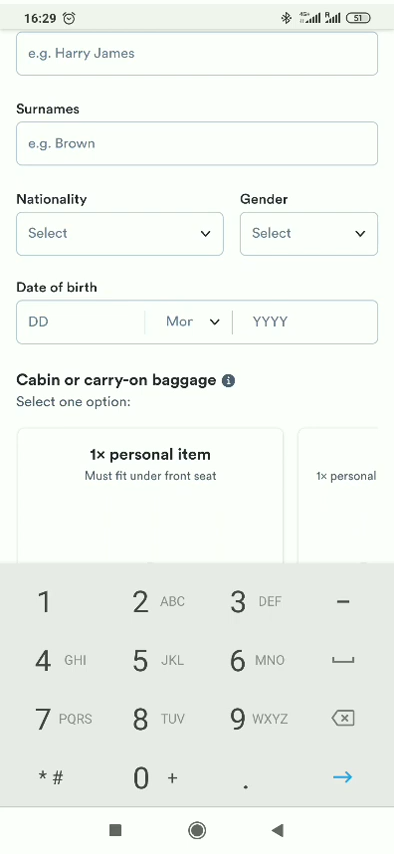 16:29
4G R 51
e.g. Harry James
Surnames
e.g. Brown
Nationality Gender
Select Select
Date of birth
DD Mor YYYY
Cabin or carry-on baggage
Select one option:
1× personal item
Must fit under front seat 1× personal
1 2 ABC 3 DEF –
4 GHI 5 JKL 6 MNO
7 PQRS 8 TUV 9 WXYZ
* # 0 + .